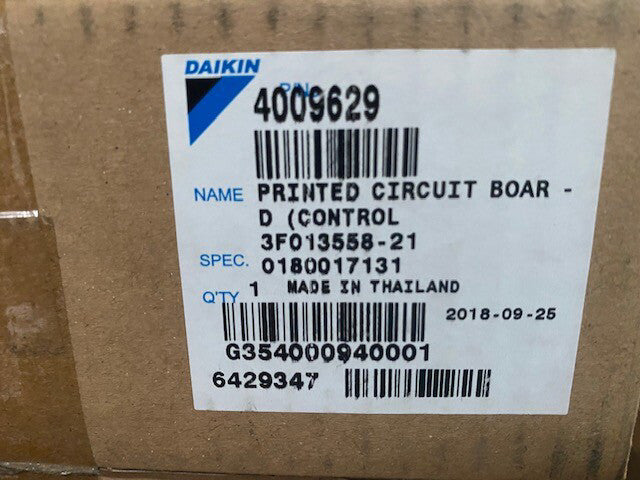 DAIKIN
P/No.
4009629
NAME PRINTED CIRCUIT BOAR -
D (CONTROL
3F013558-21
SPEC. 0180017131
Q'TY 1 MADE IN THAILAND
2018-09-25
G354000940001
6429347